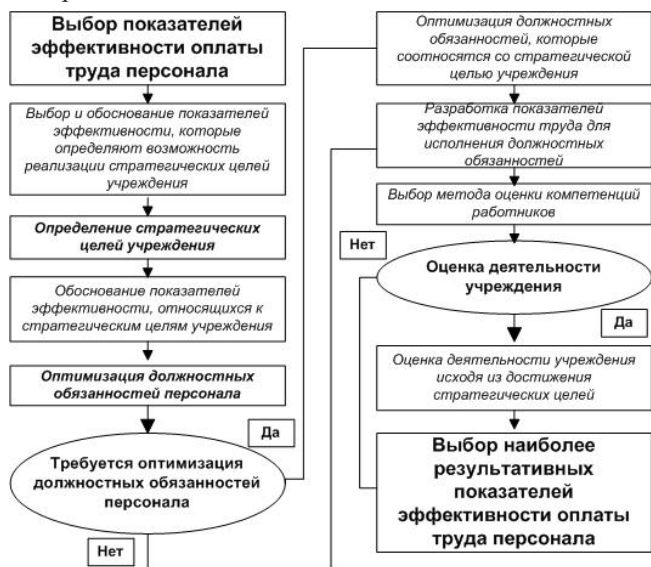 Выбор показателей
эффективности оплаты
труда персонала
Выбор и обоснование показателей
эффективности, которые
определяют возможность
реализации стратегических целей
учреждения
Определение стратегических
целей учреждения
Обоснование показателей
эффективности, относящихся к
стратегическим целям учреждения
Оптимизация должностных
обязанностей персонала
Да
Требуется оптимизация
должностных обязанностей
персонала
Нет
Оптимизация должностных
обязанностей, которые
соотносятся со стратегической
целью учреждения
Разработка показателей
эффективности труда для
исполнения должностных
обязанностей
Выбор метода оценки компетенций
работников
Нет
Оценка деятельности
учреждения
Да
Оценка деятельности учреждения
исходя из достижения
стратегических целей
Выбор наиболее
результативных
показателей
эффективности оплаты
труда персонала